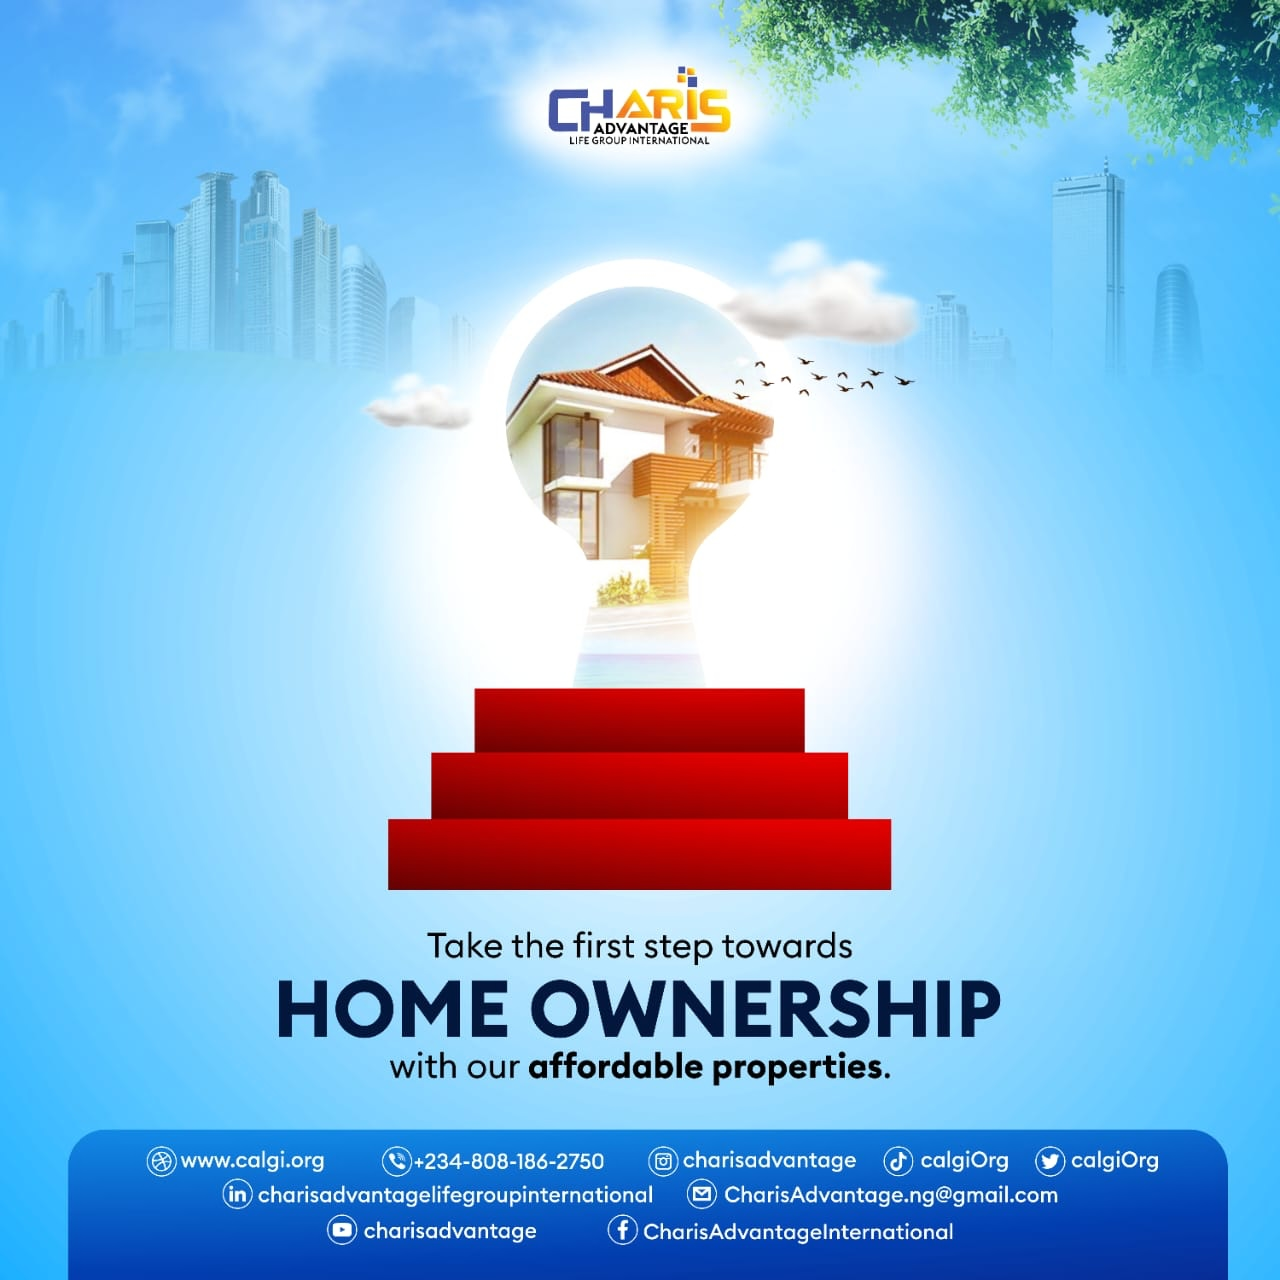 CHARIS
ADVANTAGE
LIFE GROUP INTERNATIONAL
Take the first step towards
HOME OWNERSHIP
with our affordable properties.
www.calgi.org +234-808-186-2750 charisadvantage calgiOrg calgiOrg
charisadvantagelifegroupinternational CharisAdvantage.ng@gmail.com
charisadvantage CharisAdvantageInternational